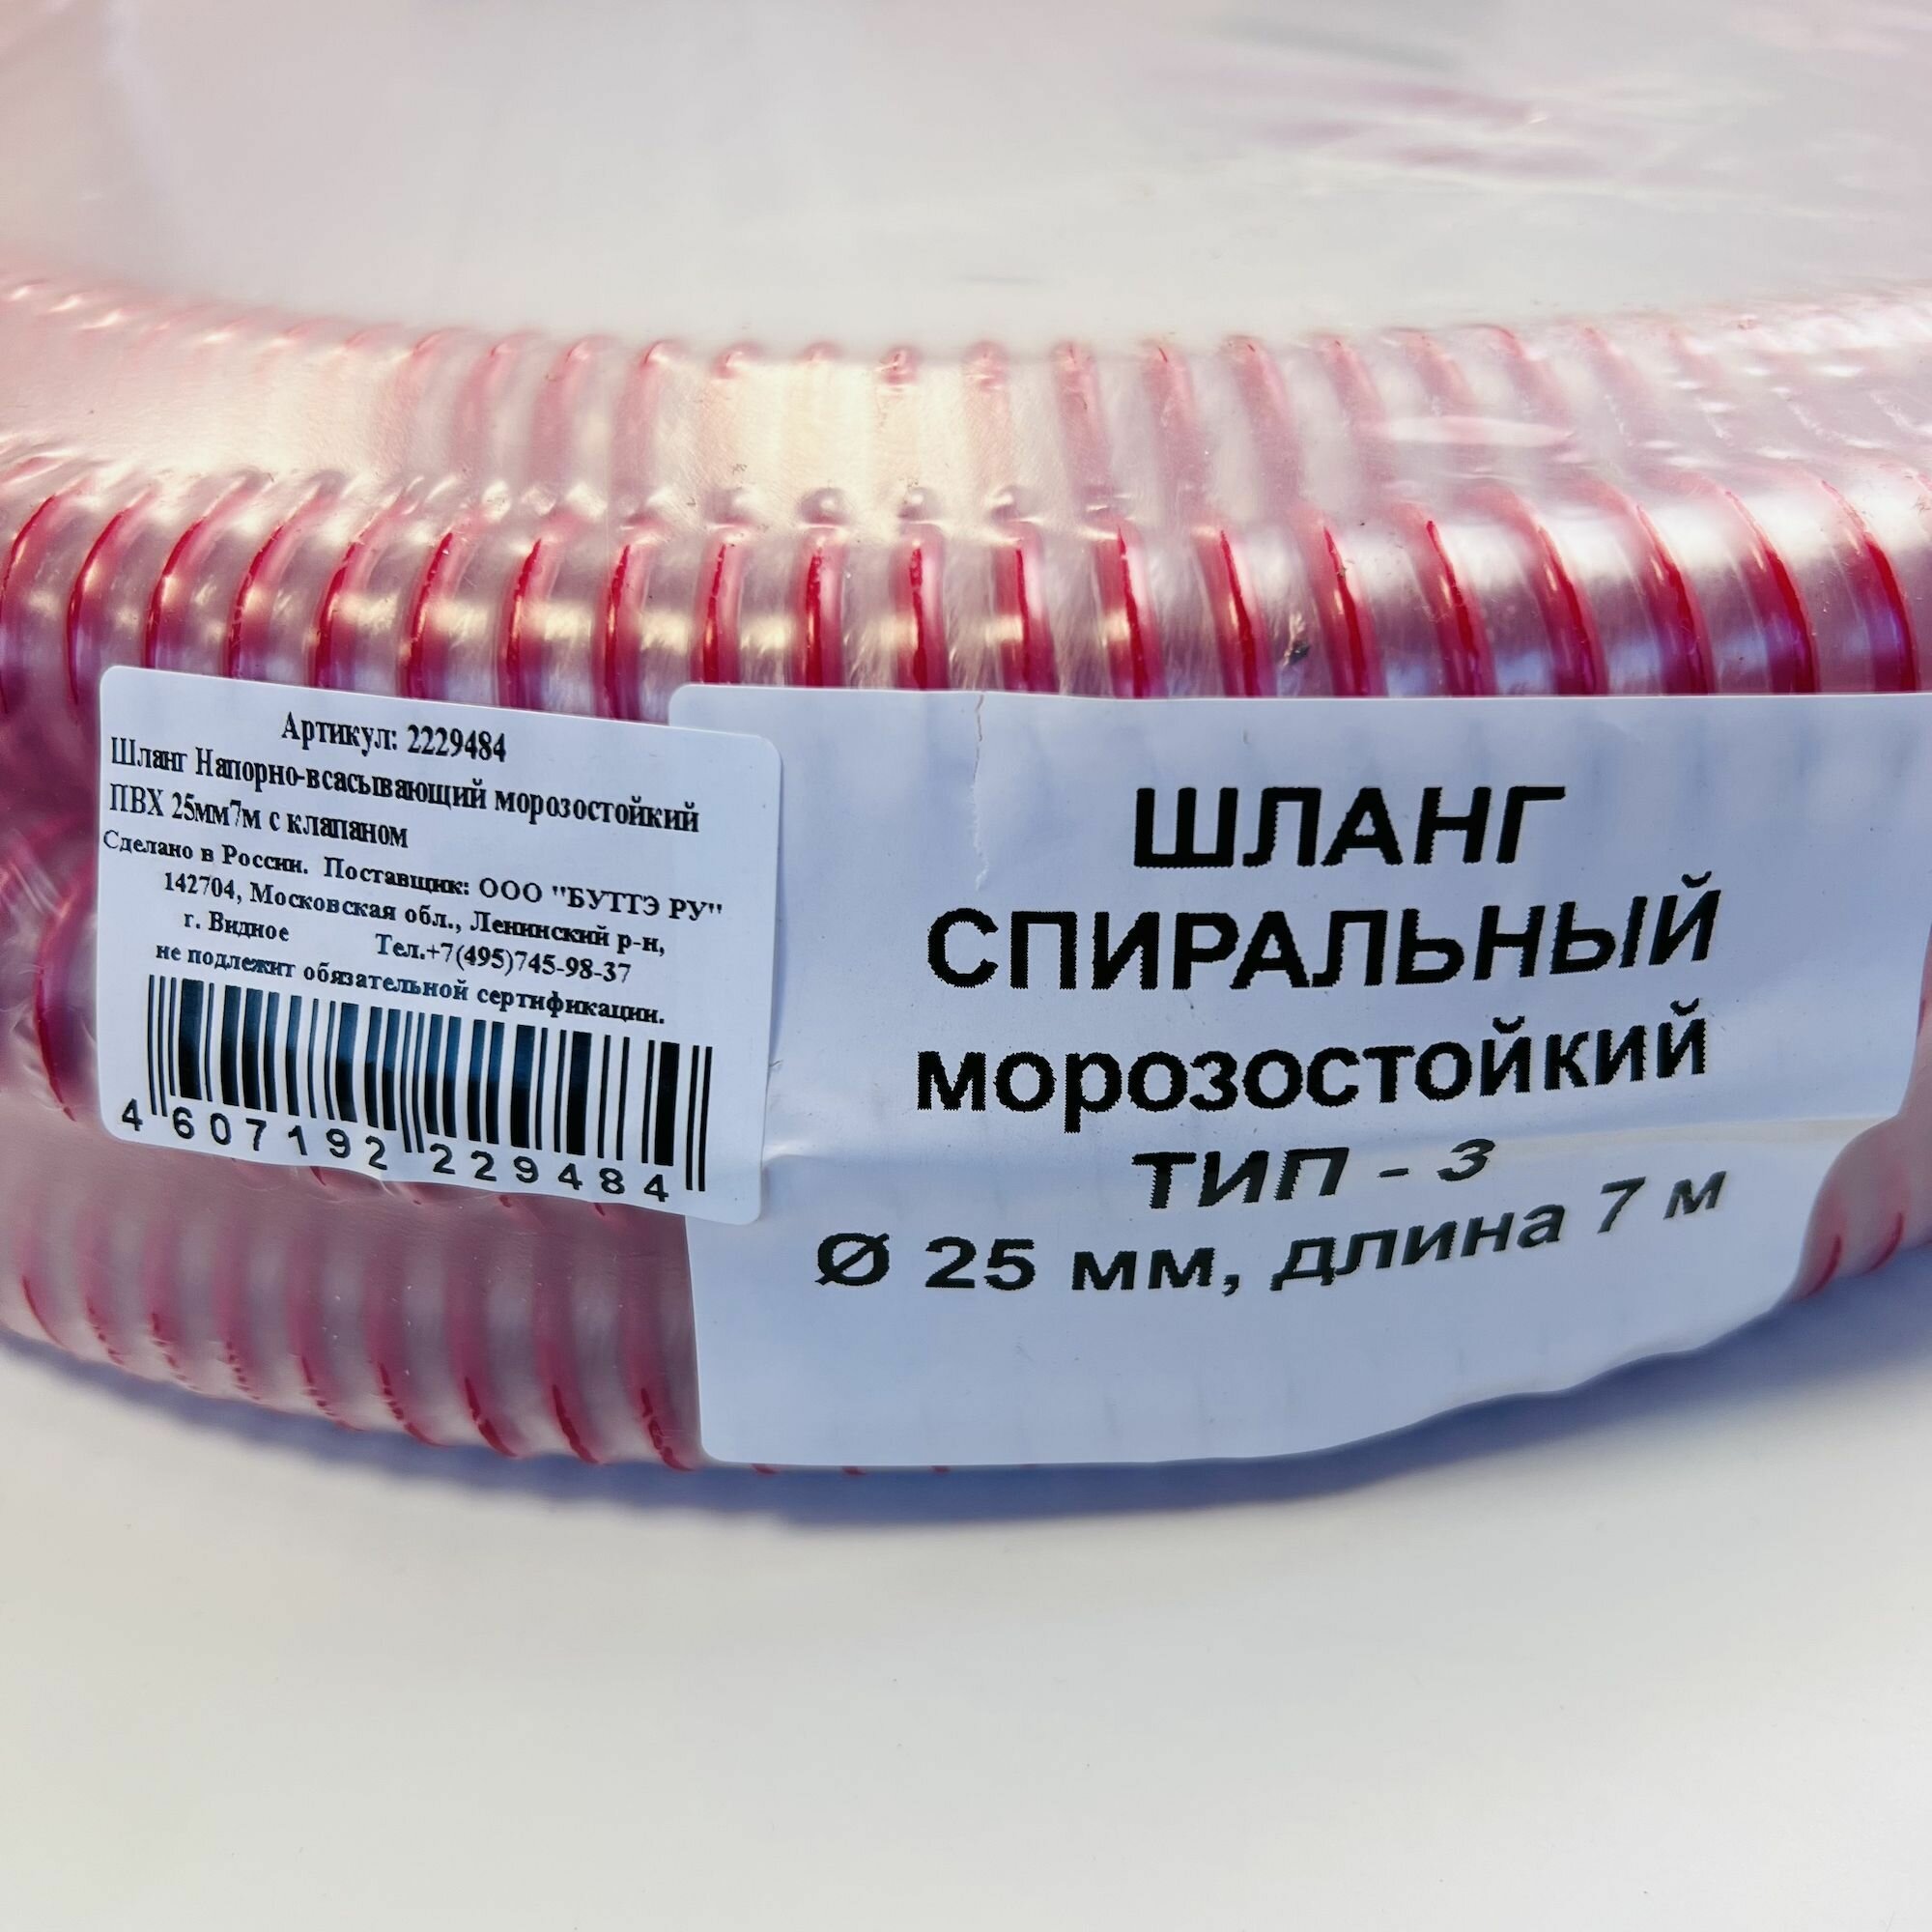 Артикул: 2229484
Шланг Напорно-всасывающий морозостойкий
ПВХ 25мм7м с клапаном
Сделано в России. Поставщик: ООО "БУТТЭ РУ"
142704, Московская обл., Ленинский р-н,
г. Видное Тел.+7(495)745-98-37
не подлежит обязательной сертификации.
4 607192 229484
ШЛАНГ
СПИРАЛЬНЫЙ
морозостойкий
ТИП - 3
Ø 25 мм, длина 7 м